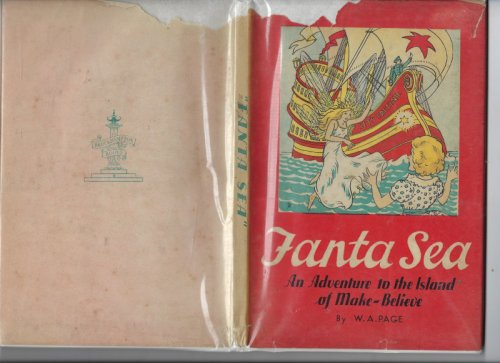 "FANTA SEA"
Fanta Sea
An Adventure to the Island
of Make-Believe
By W.A.PAGE